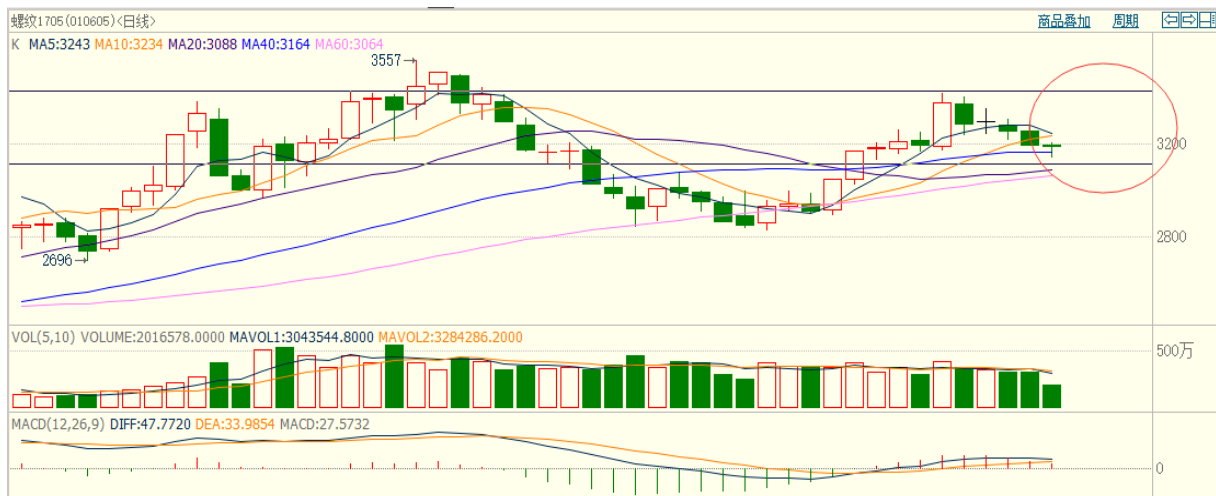 螺纹1705(010605)<日线> 商品叠加 周期
K MA5:3243 MA10:3234 MA20:3088 MA40:3164 MA60:3064
3557
3200
2800
2696
VOL(5,10) VOLUME:2016578.0000 MAVOL1:3043544.8000 MAVOL2:3284286.2000
500万
MACD(12,26,9) DIFF:47.7720 DEA:33.9854 MACD:27.5732
0